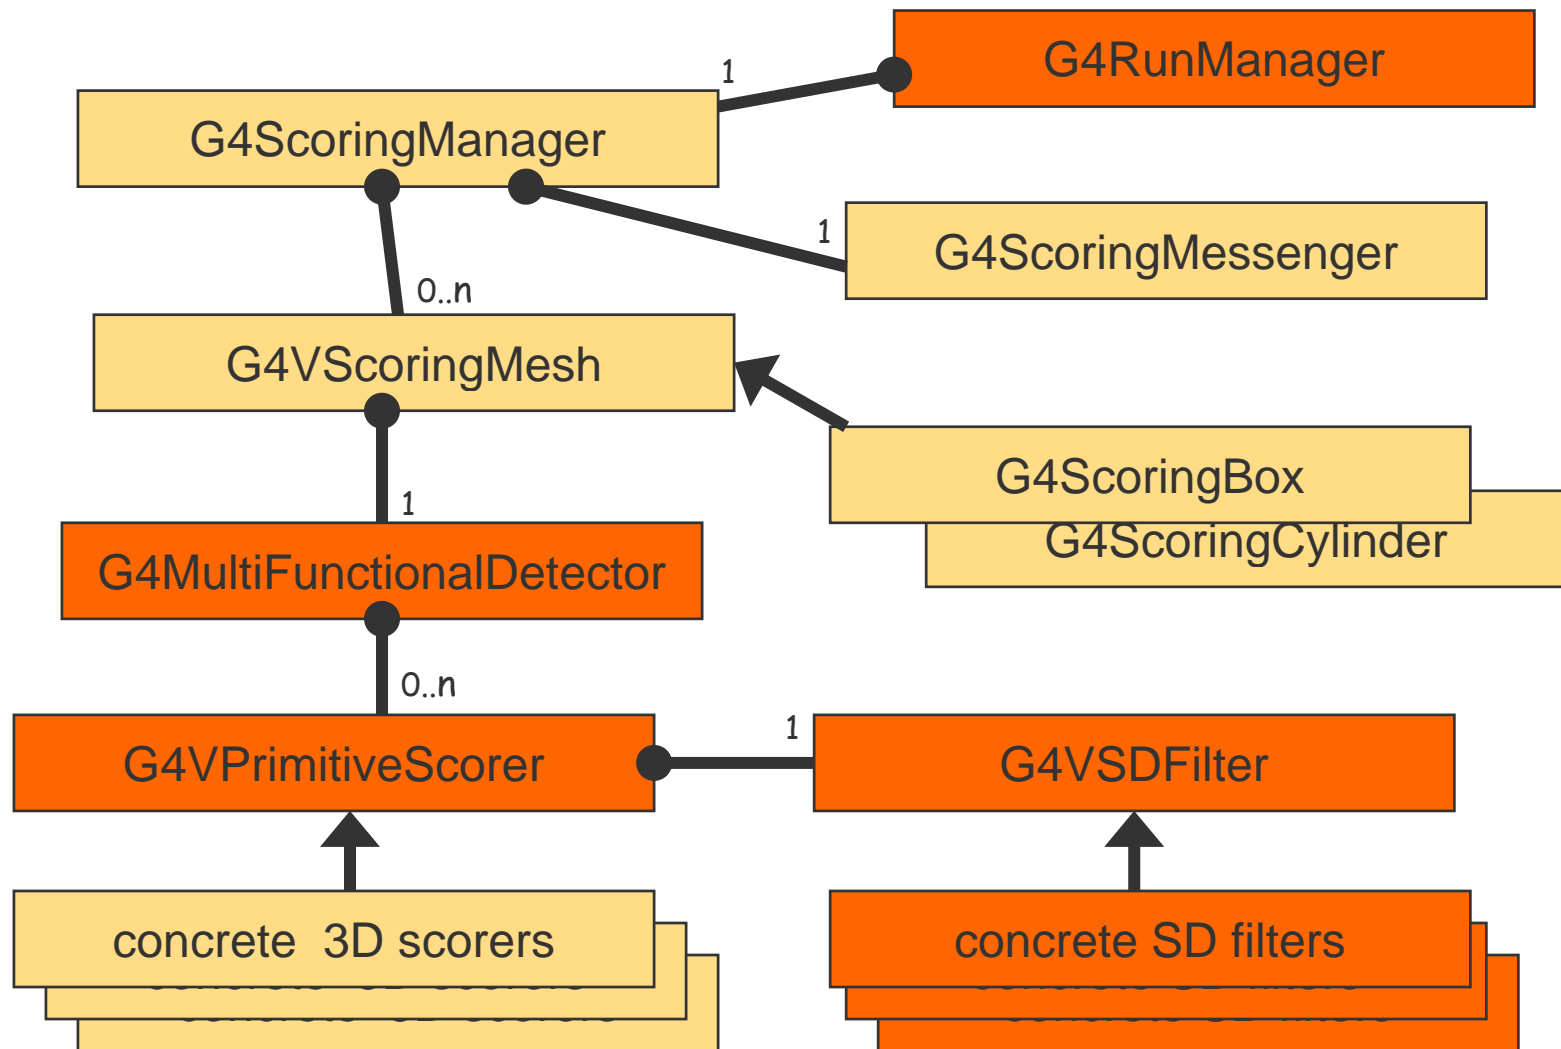 G4RunManager
1
G4ScoringManager
1
G4ScoringMessenger
0..n
G4VScoringMesh
G4ScoringBox
1
G4ScoringCylinder
G4MultiFunctionalDetector
0..n
1
G4VPrimitiveScorer
G4VSDFilter
concrete 3D scorers
concrete SD filters